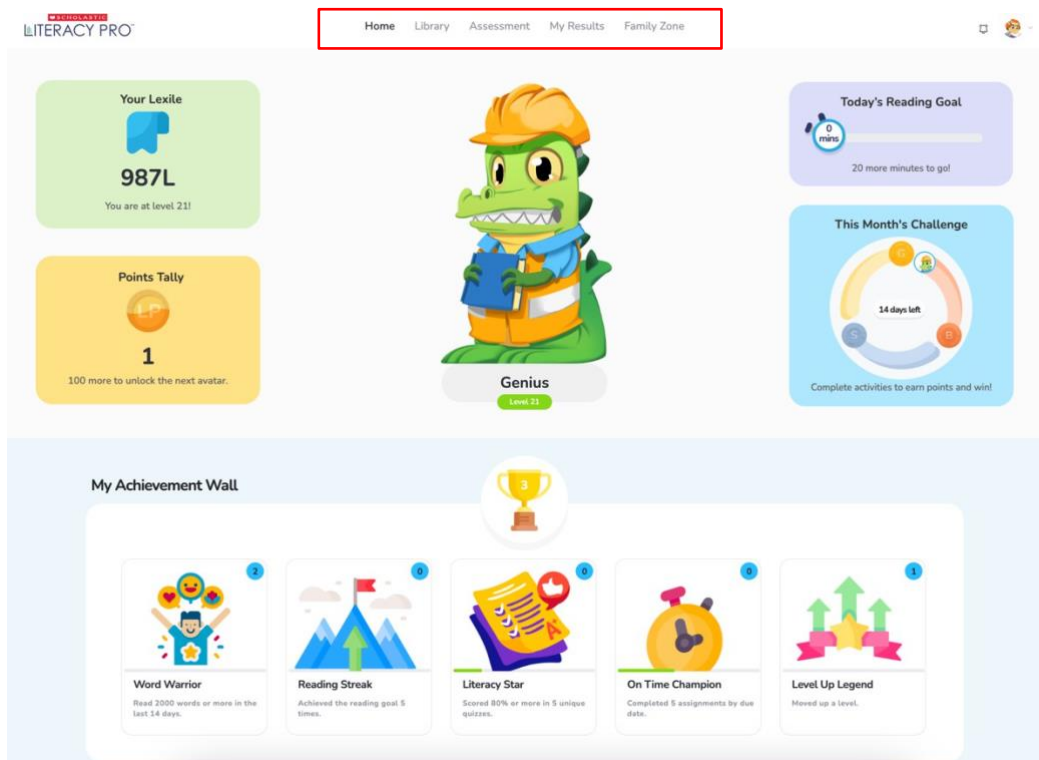 SCHOLASTIC
LITERACY PRO
Home Library Assessment My Results Family Zone
Your Lexile
987L
You are at level 21!
Points Tally
LP
1
100 more to unlock the next avatar.
Genius
Level 21
Today's Reading Goal
0
mins
20 more minutes to go!
This Month's Challenge
G
14 days left
S
B
Complete activities to earn points and win!
My Achievement Wall
3
2
Word Warrior
Read 2000 words or more in the
last 14 days.
0
Reading Streak
Achieved the reading goal 5
times.
0
A+
Literacy Star
Scored 80% or more in 5 unique
quizzes.
0
On Time Champion
Completed 5 assignments by due
date.
1
Level Up Legend
Moved up a level.